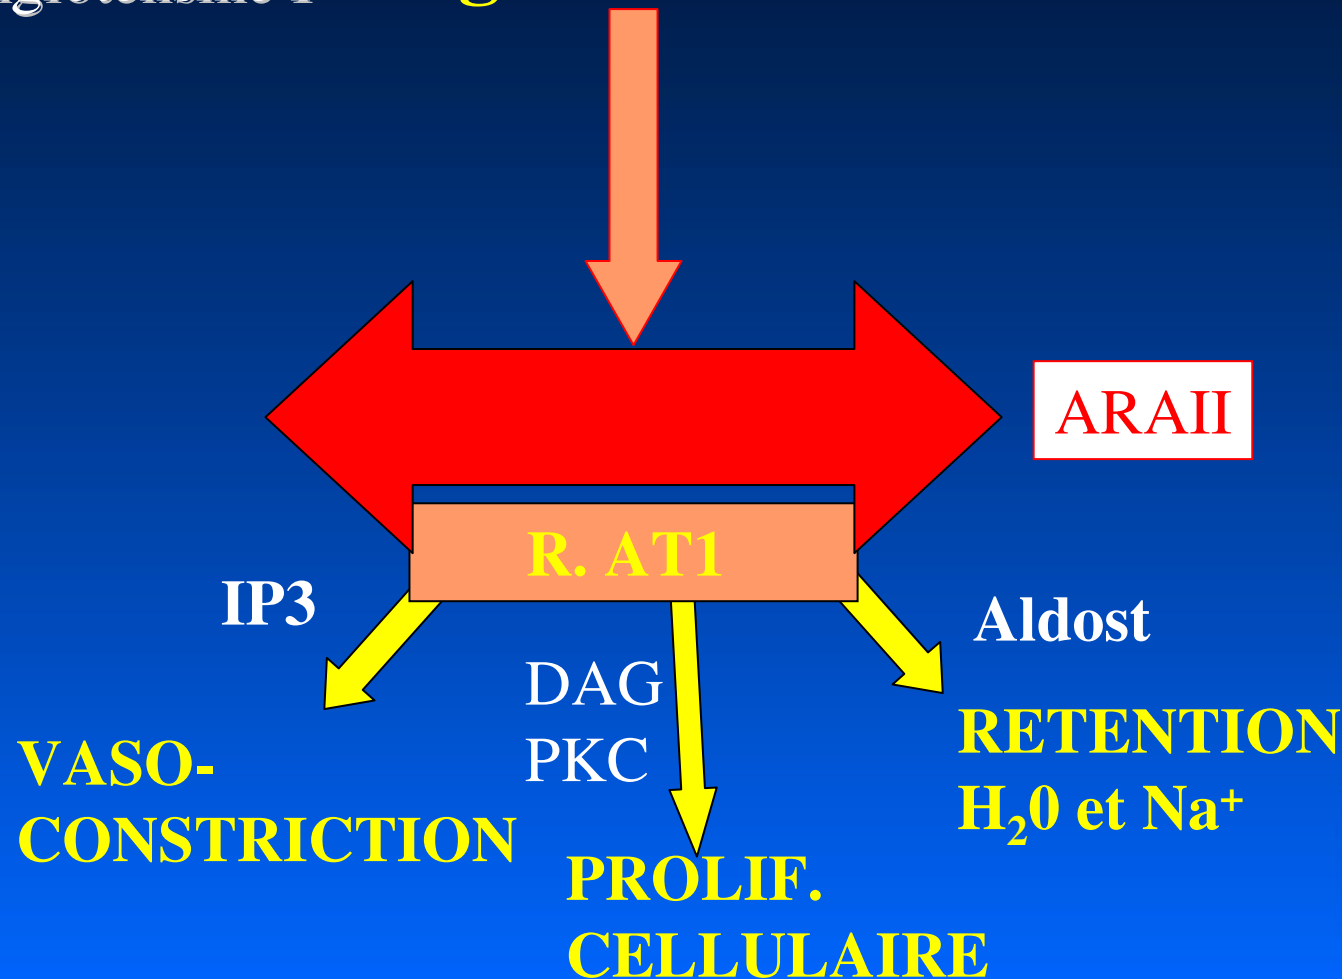 ARAII
R. AT1
IP3
Aldost
DAG
PKC
RETENTION
H₂0 et Na⁺
VASO-
CONSTRICTION
PROLIF.
CELLULAIRE